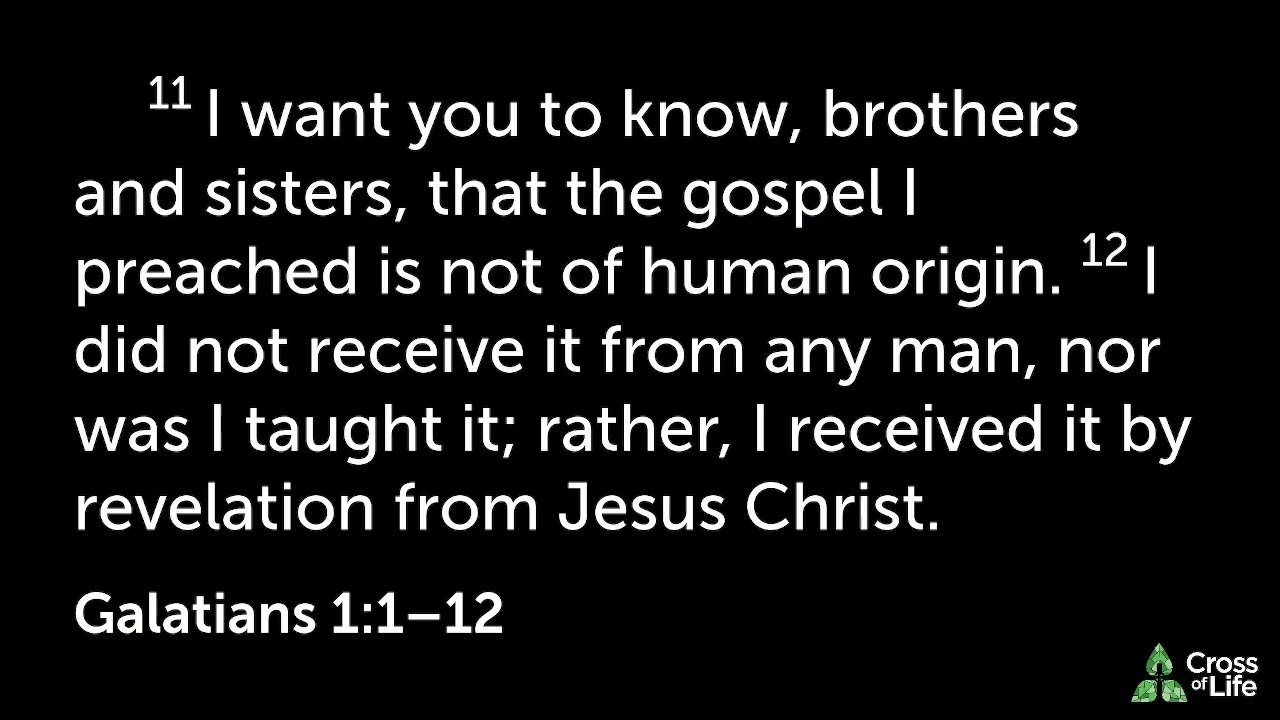 11 I want you to know, brothers
and sisters, that the gospel I
preached is not of human origin. 12 I
did not receive it from any man, nor
was I taught it; rather, I received it by
revelation from Jesus Christ.
Galatians 1:1–12
Cross
of Life